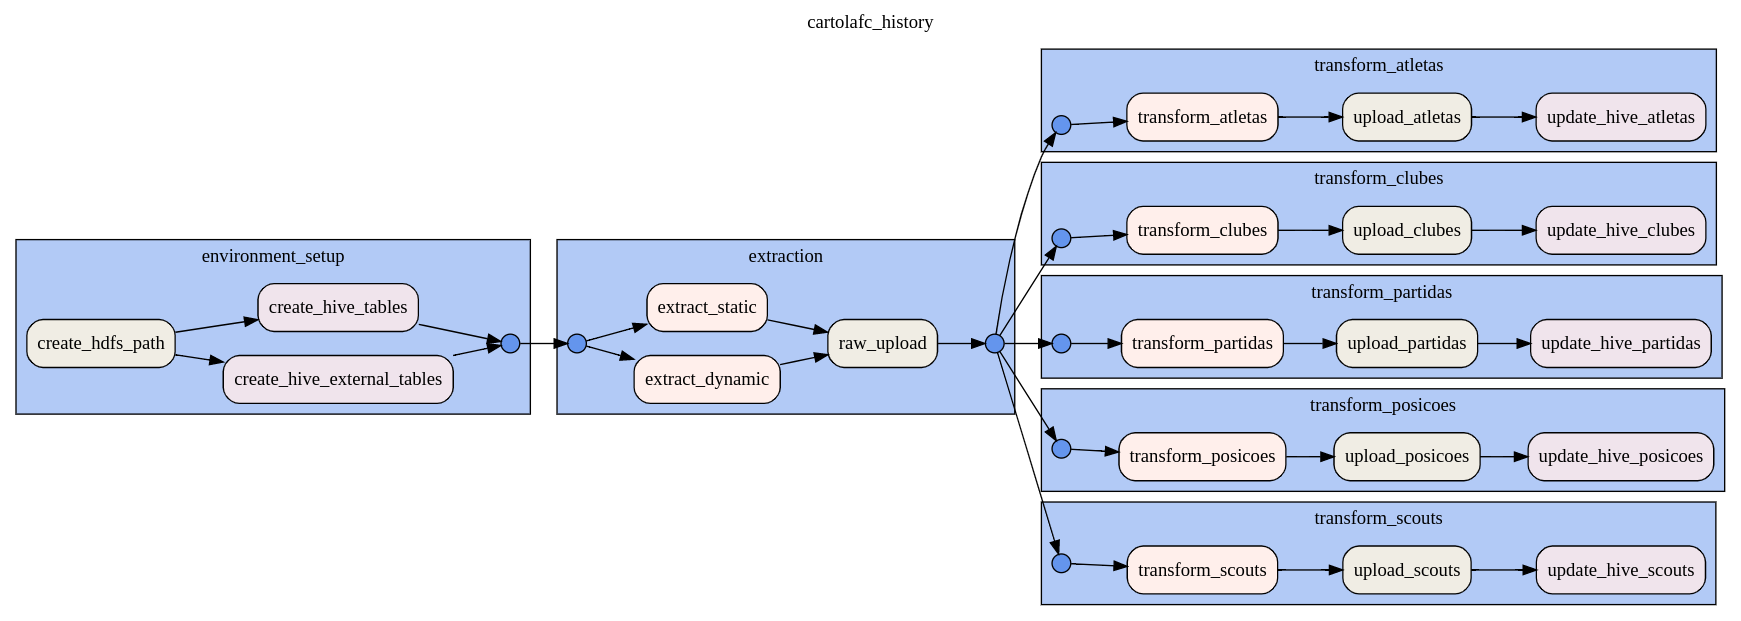 cartolafc_history
environment_setup
create_hdfs_path
create_hive_tables
create_hive_external_tables
extraction
extract_static
extract_dynamic
raw_upload
transform_atletas
transform_atletas
upload_atletas
update_hive_atletas
transform_clubes
transform_clubes
upload_clubes
update_hive_clubes
transform_partidas
transform_partidas
upload_partidas
update_hive_partidas
transform_posicoes
transform_posicoes
upload_posicoes
update_hive_posicoes
transform_scouts
transform_scouts
upload_scouts
update_hive_scouts